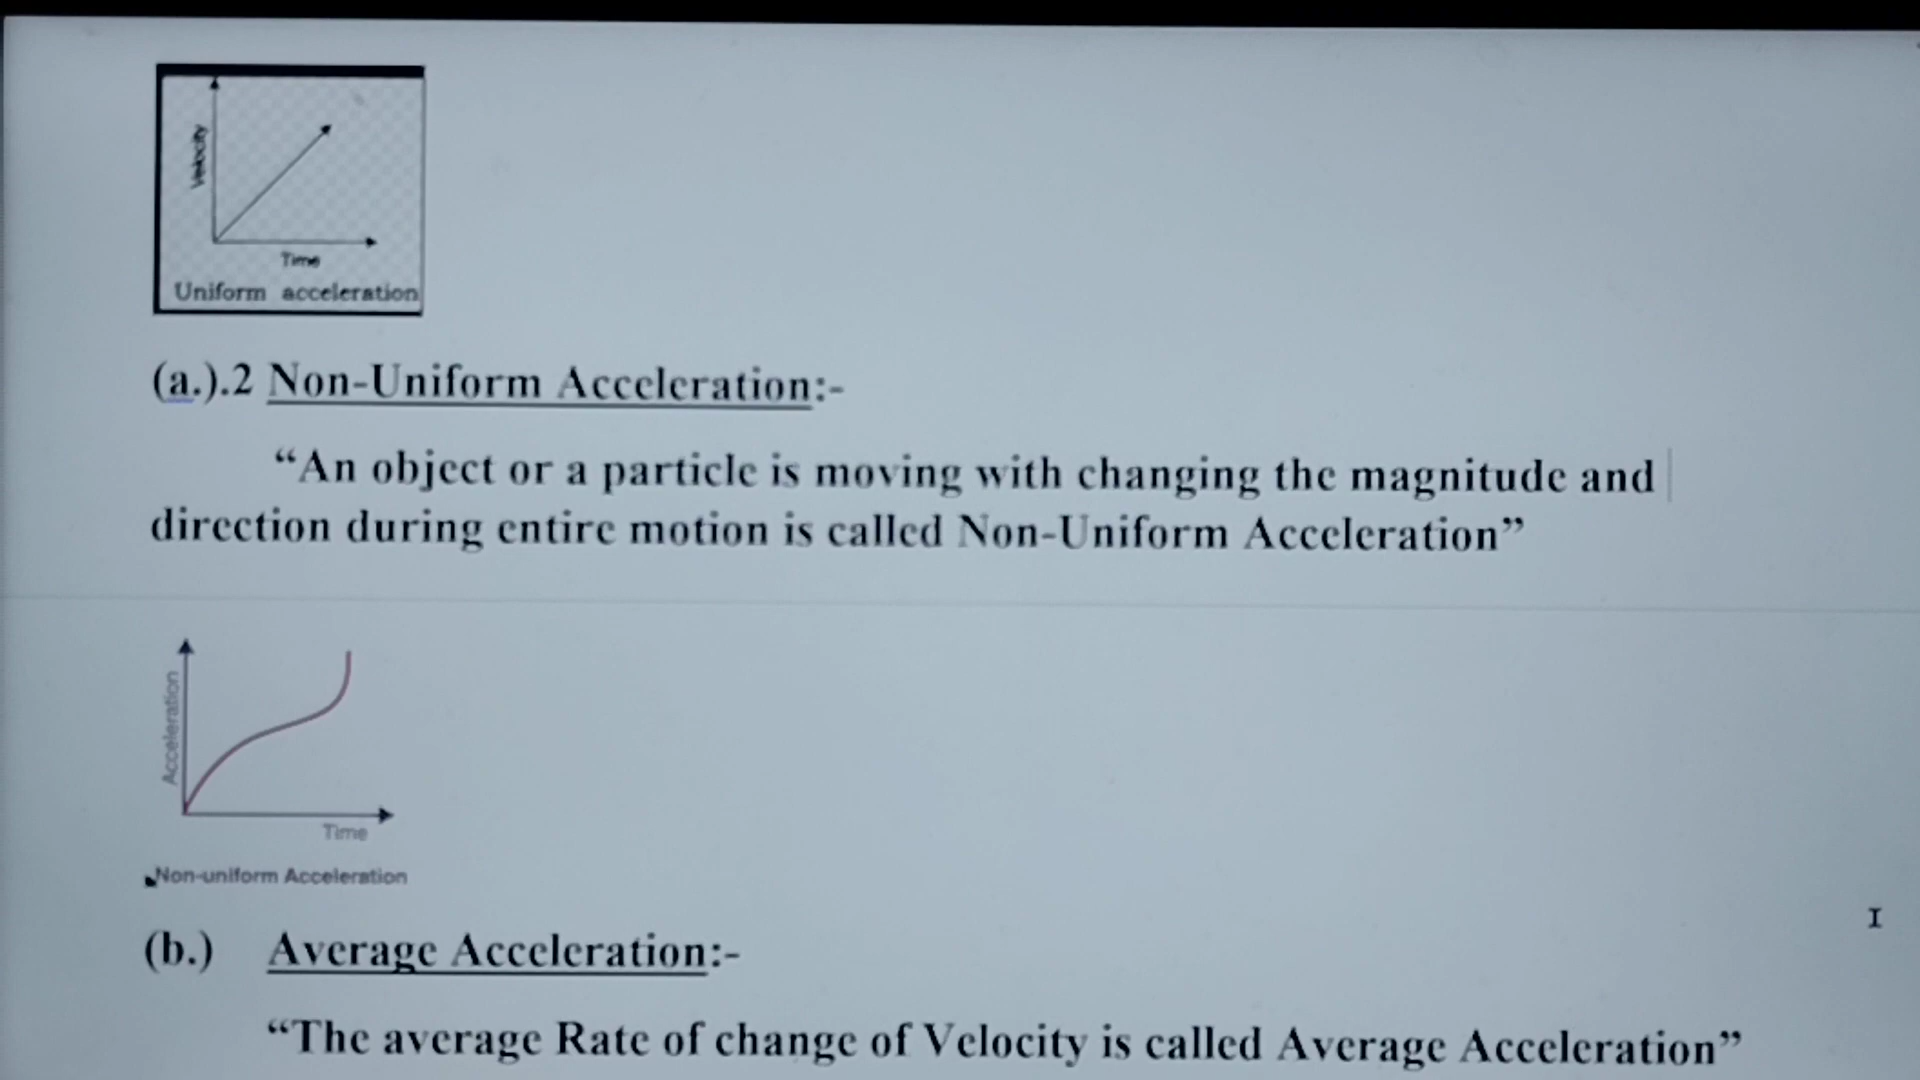 Velocity
Time
Uniform acceleration
(a.).2 Non-Uniform Acceleration:-
“An object or a particle is moving with changing the magnitude and
direction during entire motion is called Non-Uniform Acceleration”
Acceleration
Time
Non-uniform Acceleration
(b.) Average Acceleration:-
“The average Rate of change of Velocity is called Average Acceleration”